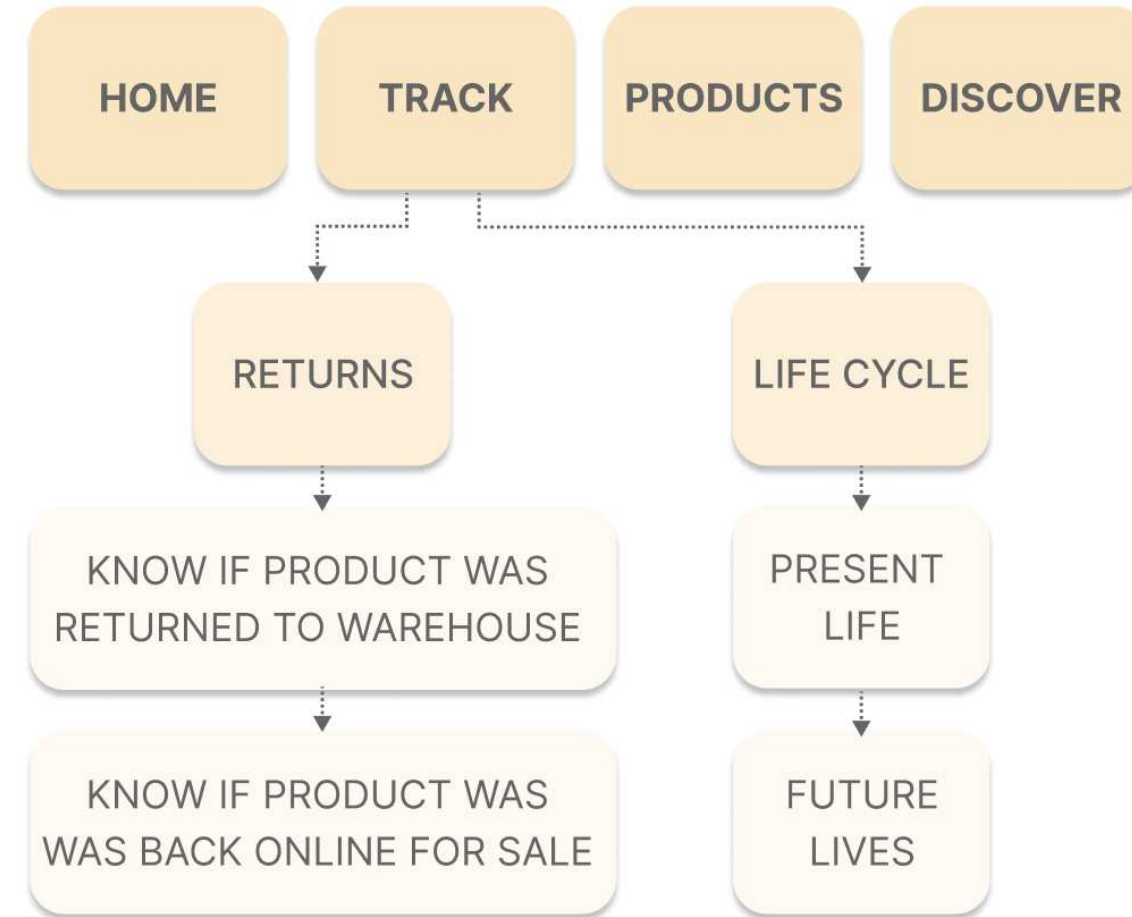 HOME
TRACK
PRODUCTS
DISCOVER
RETURNS
LIFE CYCLE
KNOW IF PRODUCT WAS
RETURNED TO WAREHOUSE
PRESENT
LIFE
KNOW IF PRODUCT WAS
WAS BACK ONLINE FOR SALE
FUTURE
LIVES